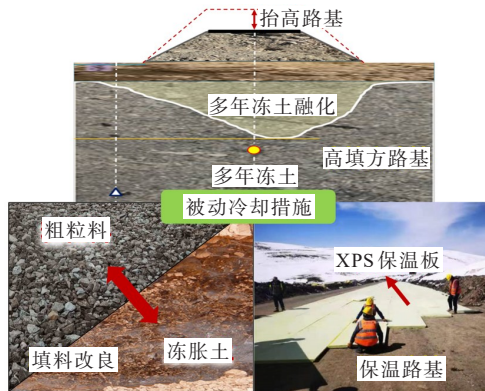 抬高路基
多年冻土融化
多年冻土
高填方路基
被动冷却措施
粗粒料
XPS保温板
填料改良
冻胀土
保温路基